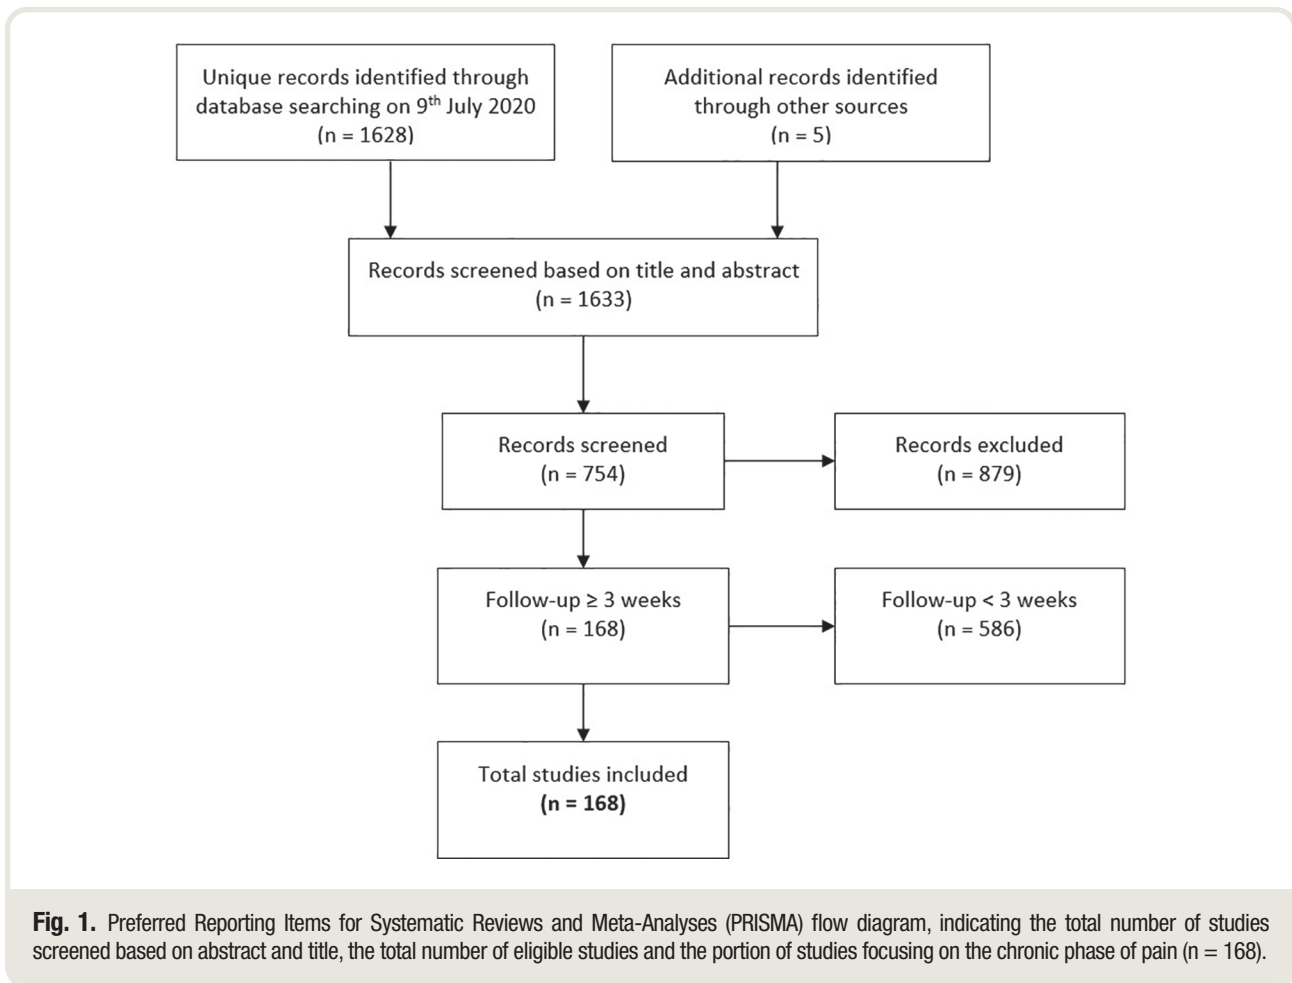 Unique records identified through
database searching on 9th July 2020
(n = 1628)
Additional records identified
through other sources
(n = 5)
Records screened based on title and abstract
(n = 1633)
Records screened
(n = 754)
Records excluded
(n = 879)
Follow-up ≥ 3 weeks
(n = 168)
Follow-up < 3 weeks
(n = 586)
Total studies included
(n = 168)
Fig. 1. Preferred Reporting Items for Systematic Reviews and Meta-Analyses (PRISMA) flow diagram, indicating the total number of studies
screened based on abstract and title, the total number of eligible studies and the portion of studies focusing on the chronic phase of pain (n = 168).